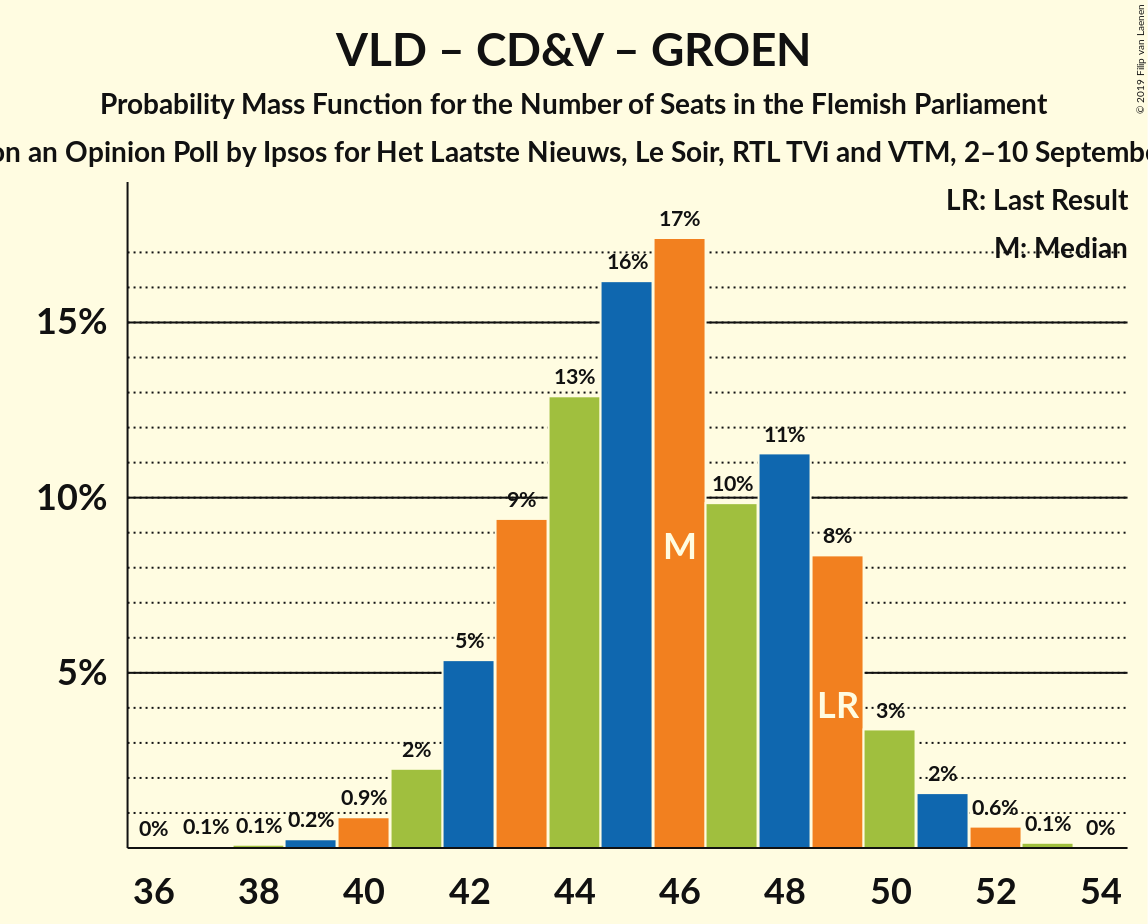 VLD – CD&V – GROEN
Probability Mass Function for the Number of Seats in the Flemish Parliament
on an Opinion Poll by Ipsos for Het Laatste Nieuws, Le Soir, RTL TVi and VTM, 2–10
© 2019 Filip van Laenen
LR: Last Result
M: Median
15%
10%
5%
0%
0.1%
0.1%
0.2%
0.9%
2%
5%
9%
13%
16%
17%
10%
11%
8%
3%
2%
0.6%
0.1%
0%
M
LR
36 38 40 42 44 46 48 50 52 54